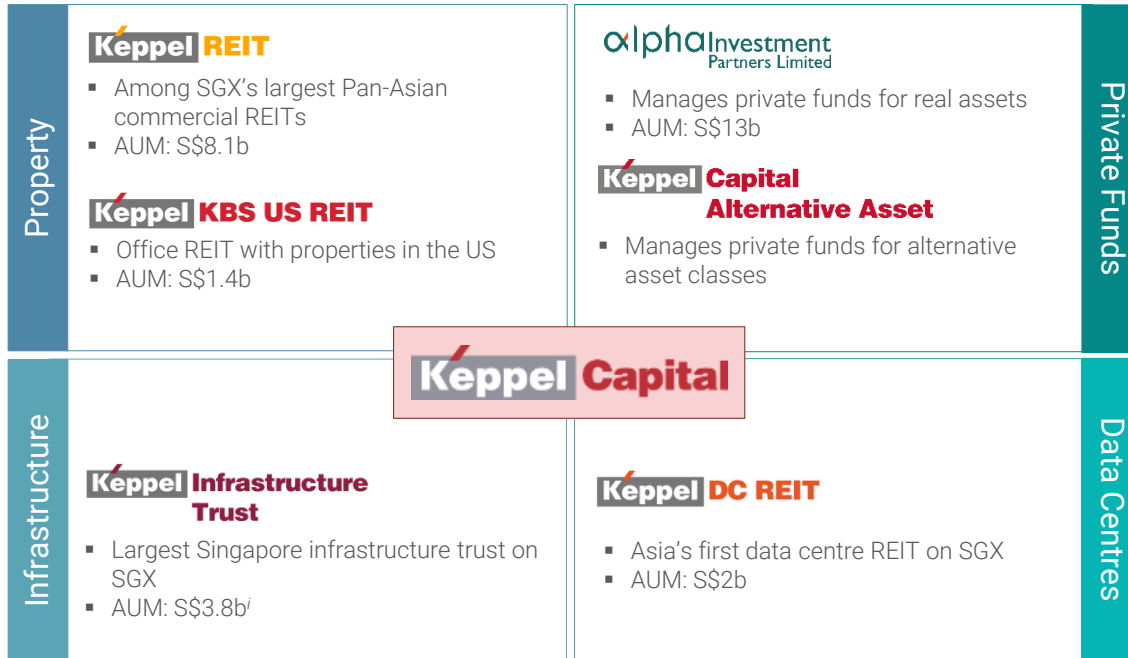 Property
Keppel REIT
▪ Among SGX's largest Pan-Asian
commercial REITs
▪ AUM: S$8.1b
Keppel KBS US REIT
▪ Office REIT with properties in the US
▪ AUM: S$1.4b
alpha Investment
Partners Limited
▪ Manages private funds for real assets
▪ AUM: S$13b
Keppel Capital
Alternative Asset
▪ Manages private funds for alternative
asset classes
Private Funds
Keppel Capital
Infrastructure
Keppel Infrastructure
Trust
▪ Largest Singapore infrastructure trust on
SGX
▪ AUM: S$3.8bⁱ
Keppel DC REIT
▪ Asia's first data centre REIT on SGX
▪ AUM: S$2b
Data Centres